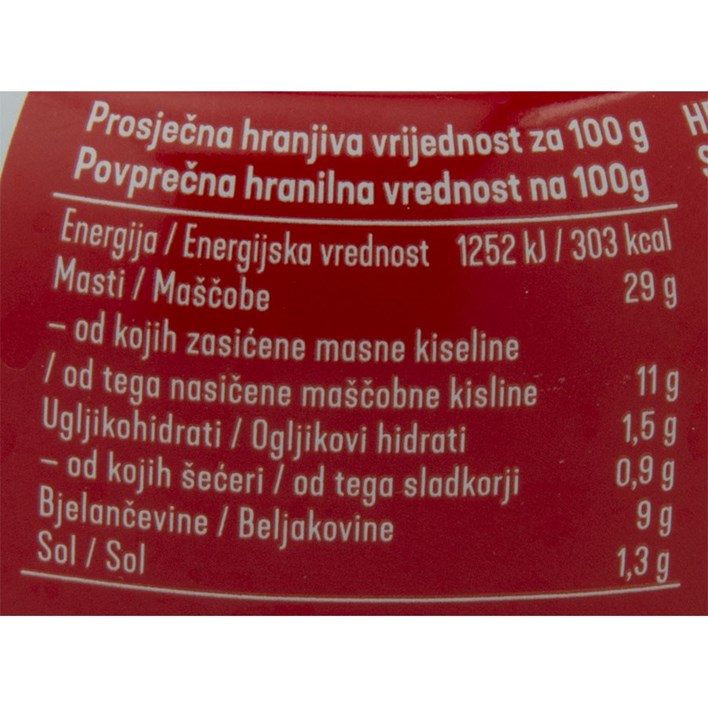 Prosječna hranjiva vrijednost za 100 g
Povprečna hranilna vrednost na 100g
Energija / Energijska vrednost 1252 kJ / 303 kcal
Masti / Maščobe 29 g
– od kojih zasićene masne kiseline
/ od tega nasičene maščobne kisline 11 g
Ugljikohidrati / Ogljikovi hidrati 1,5 g
– od kojih šećeri / od tega sladkorji 0,9 g
Bjelančevine / Beljakovine 9 g
Sol / Sol 1,3 g